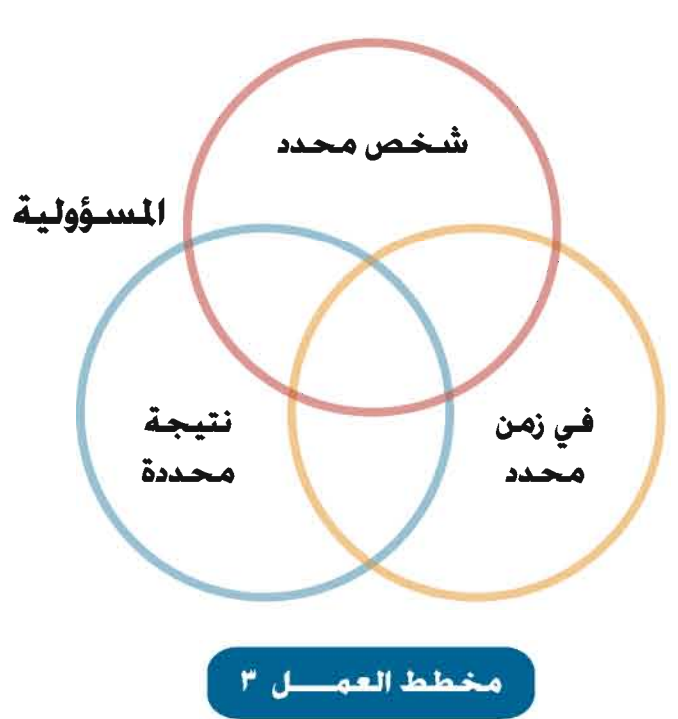 شخص محدد
المسؤولية
في زمن
محدد
نتيجة
محددة
مخطط العمل ٣